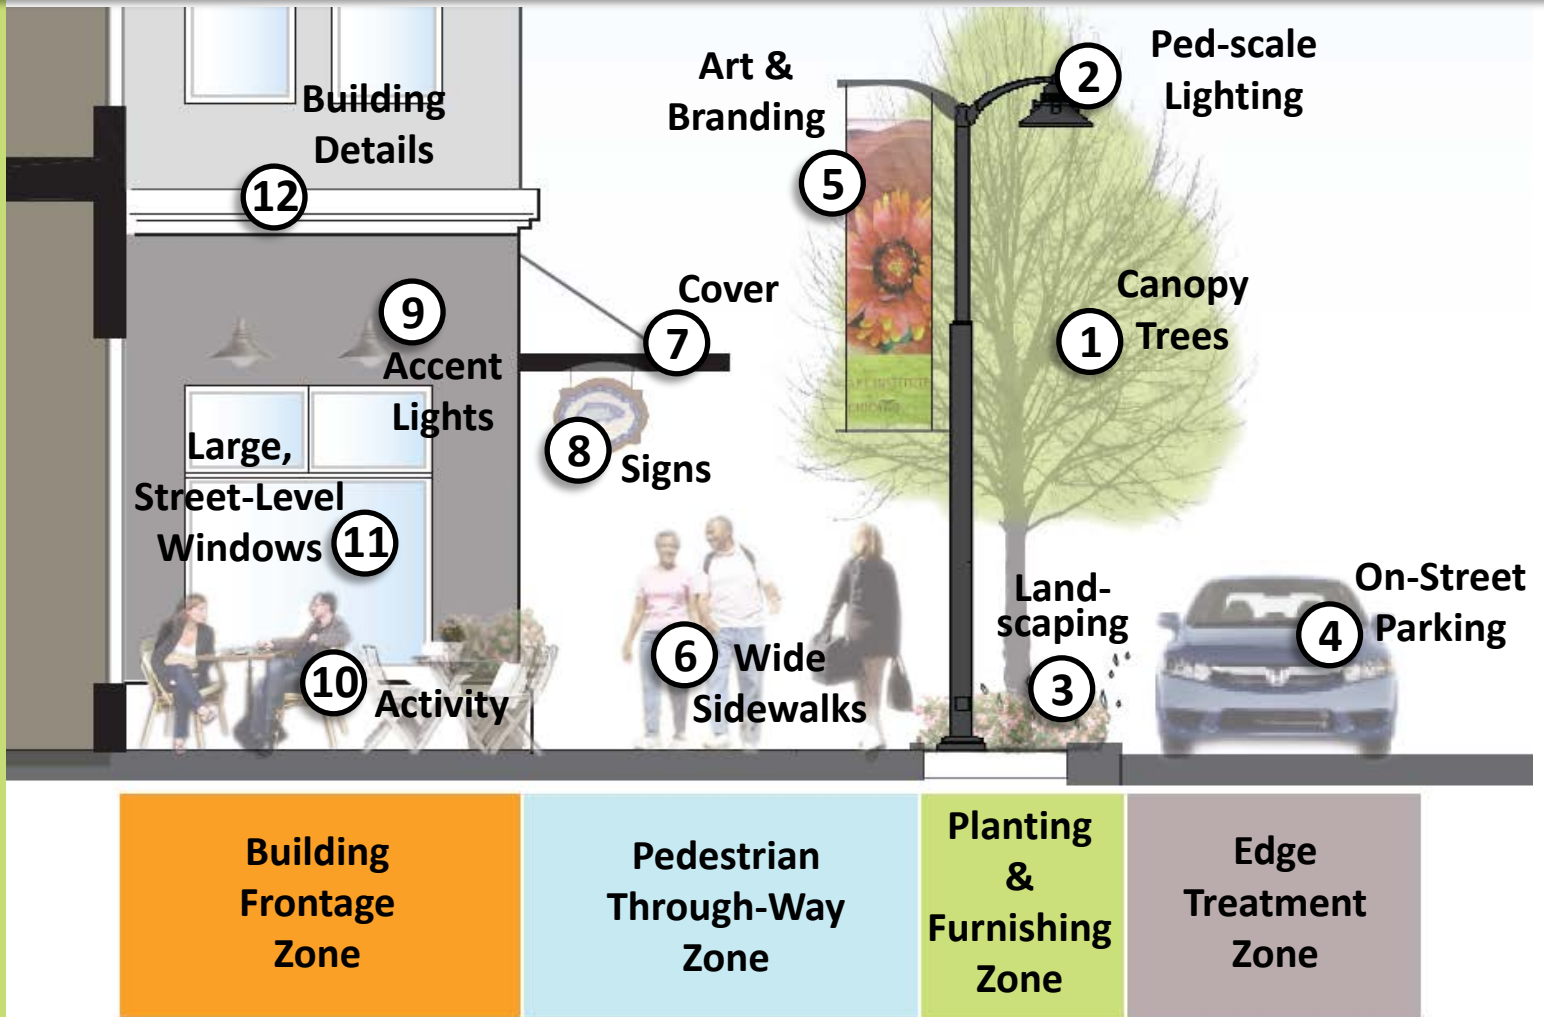 Building
Details
12
Art &
Branding
5
2
Ped-scale
Lighting
9
Accent
Lights
Cover
7
Canopy
1
Trees
8
Signs
Large,
Street-Level
Windows
11
10
Activity
6
Wide
Sidewalks
Land-
scaping
3
On-Street
4
Parking
Building
Frontage
Zone
Pedestrian
Through-Way
Zone
Planting
&
Furnishing
Zone
Edge
Treatment
Zone